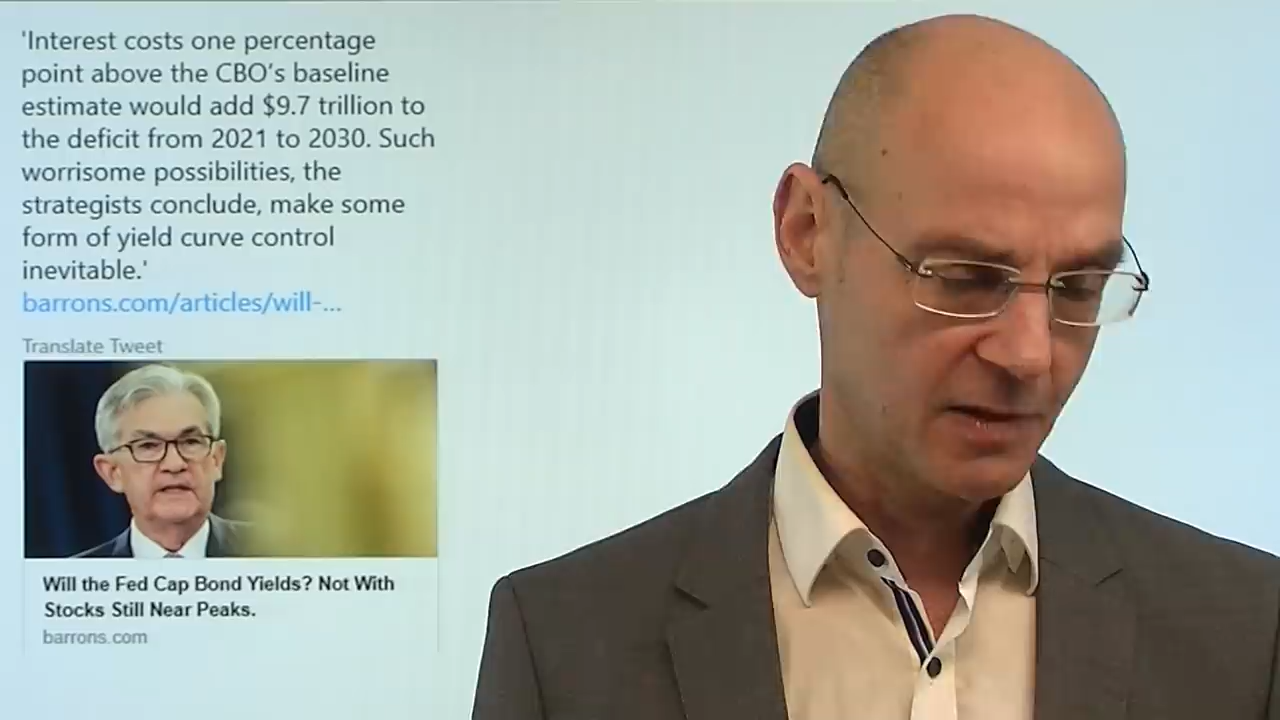 'Interest costs one percentage
point above the CBO's baseline
estimate would add $9.7 trillion to
the deficit from 2021 to 2030. Such
worrisome possibilities, the
strategists conclude, make some
form of yield curve control
inevitable.'
barrons.com/articles/will-...
Translate Tweet
Will the Fed Cap Bond Yields? Not With
Stocks Still Near Peaks.
barrons.com